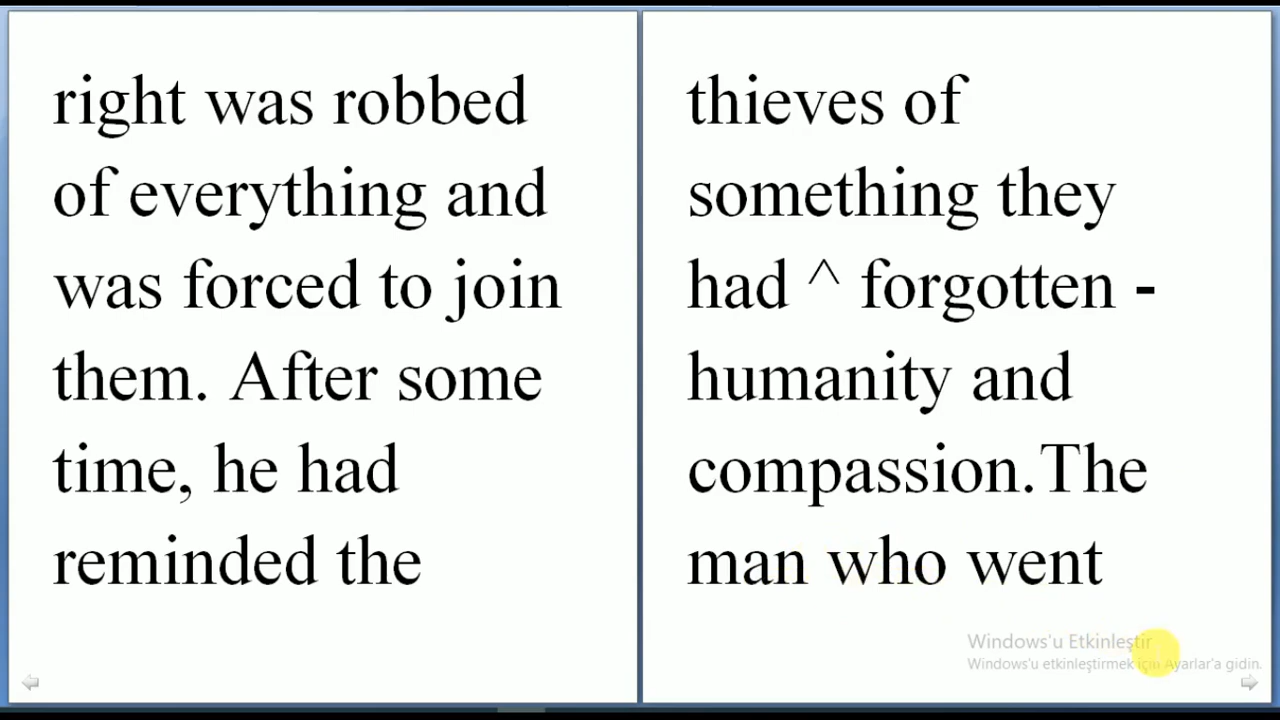 right was robbed
of everything and
was forced to join
them. After some
time, he had
reminded the
thieves of
something they
had ^ forgotten -
humanity and
compassion.The
man who went
Windows'u Etkinleştir
Windows'u etkinleştirmek için Ayarlar'a gidin.